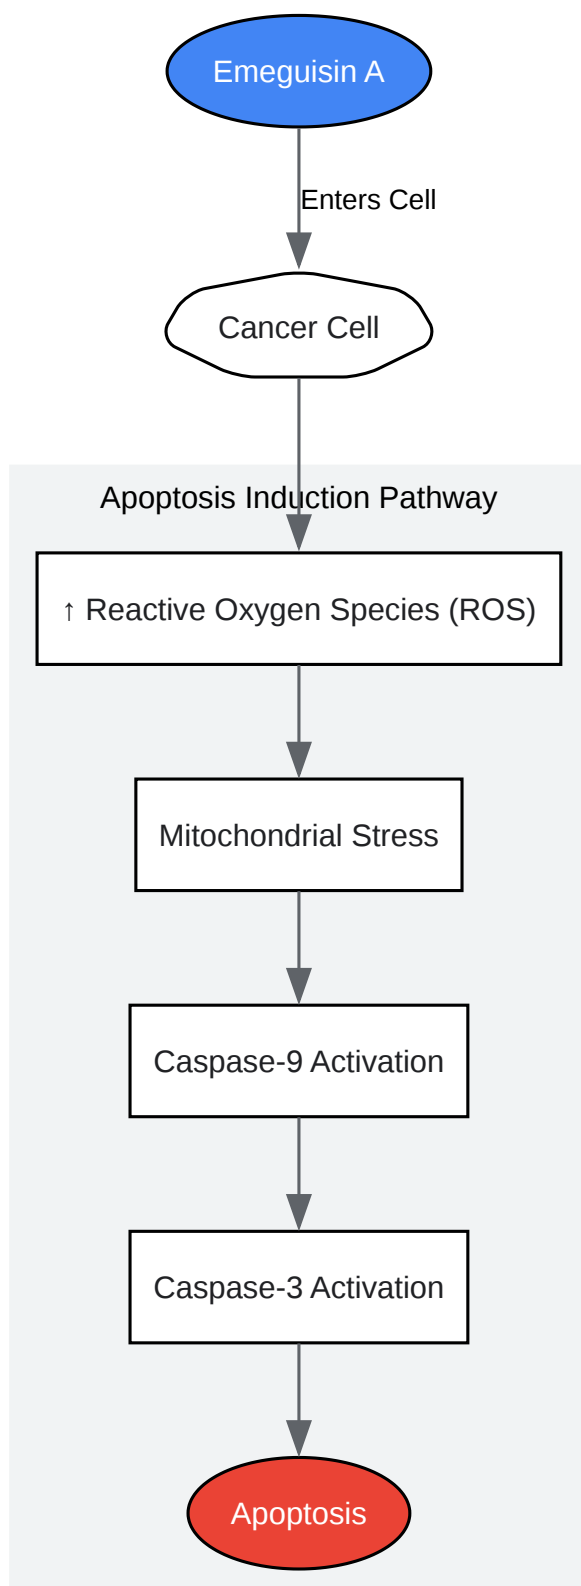 Emeguisin A
Enters Cell
Cancer Cell
Apoptosis Induction Pathway
↑ Reactive Oxygen Species (ROS)
Mitochondrial Stress
Caspase-9 Activation
Caspase-3 Activation
Apoptosis